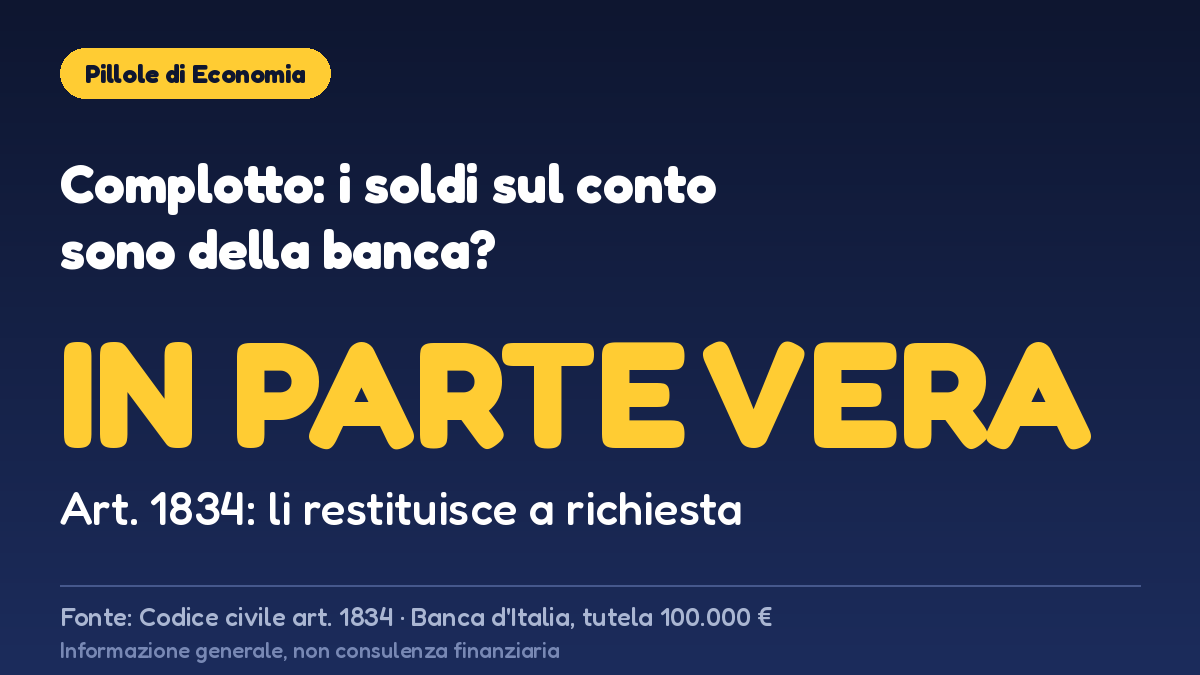 Pillole di Economia
Complotto: i soldi sul conto
sono della banca?
IN PARTE VERA
Art. 1834: li restituisce a richiesta
Fonte: Codice civile art. 1834 · Banca d'Italia, tutela 100.000 €
Informazione generale, non consulenza finanziaria